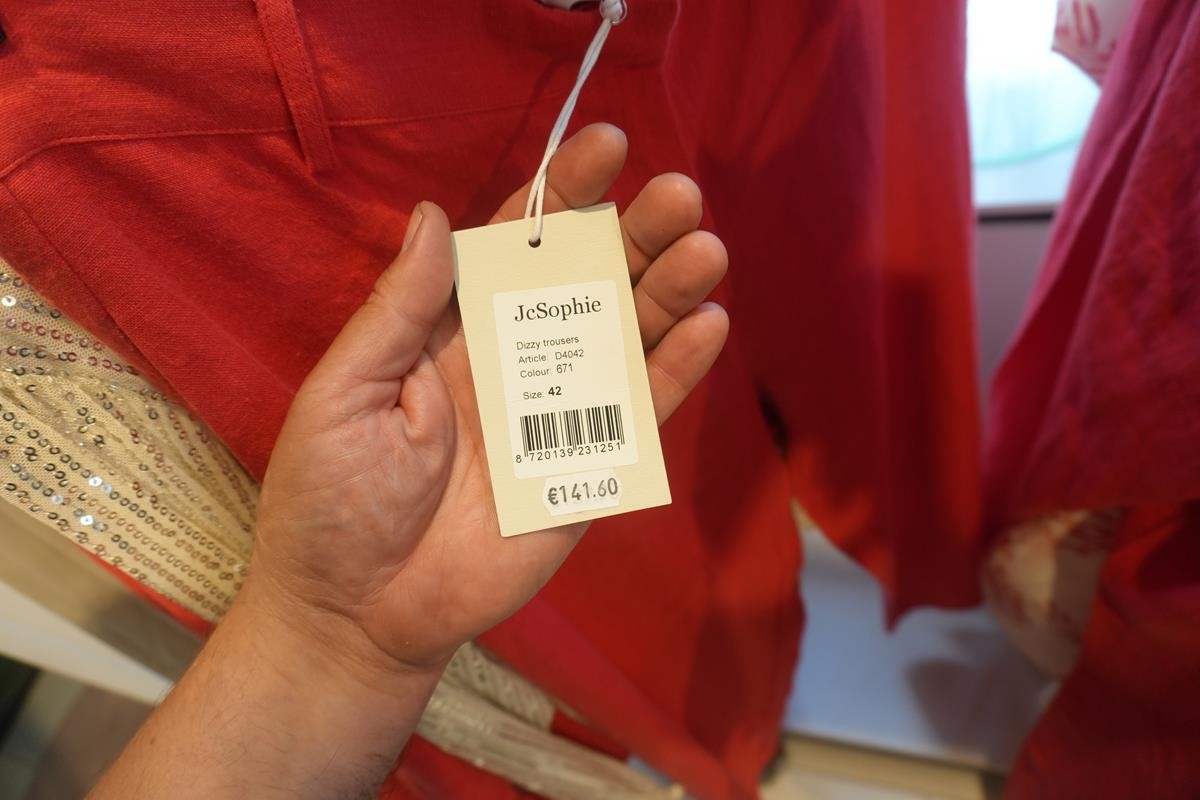 JcSophie
Dizzy trousers
Article: D4042
Colour: 671
Size: 42
8 720139 231251
€141.60